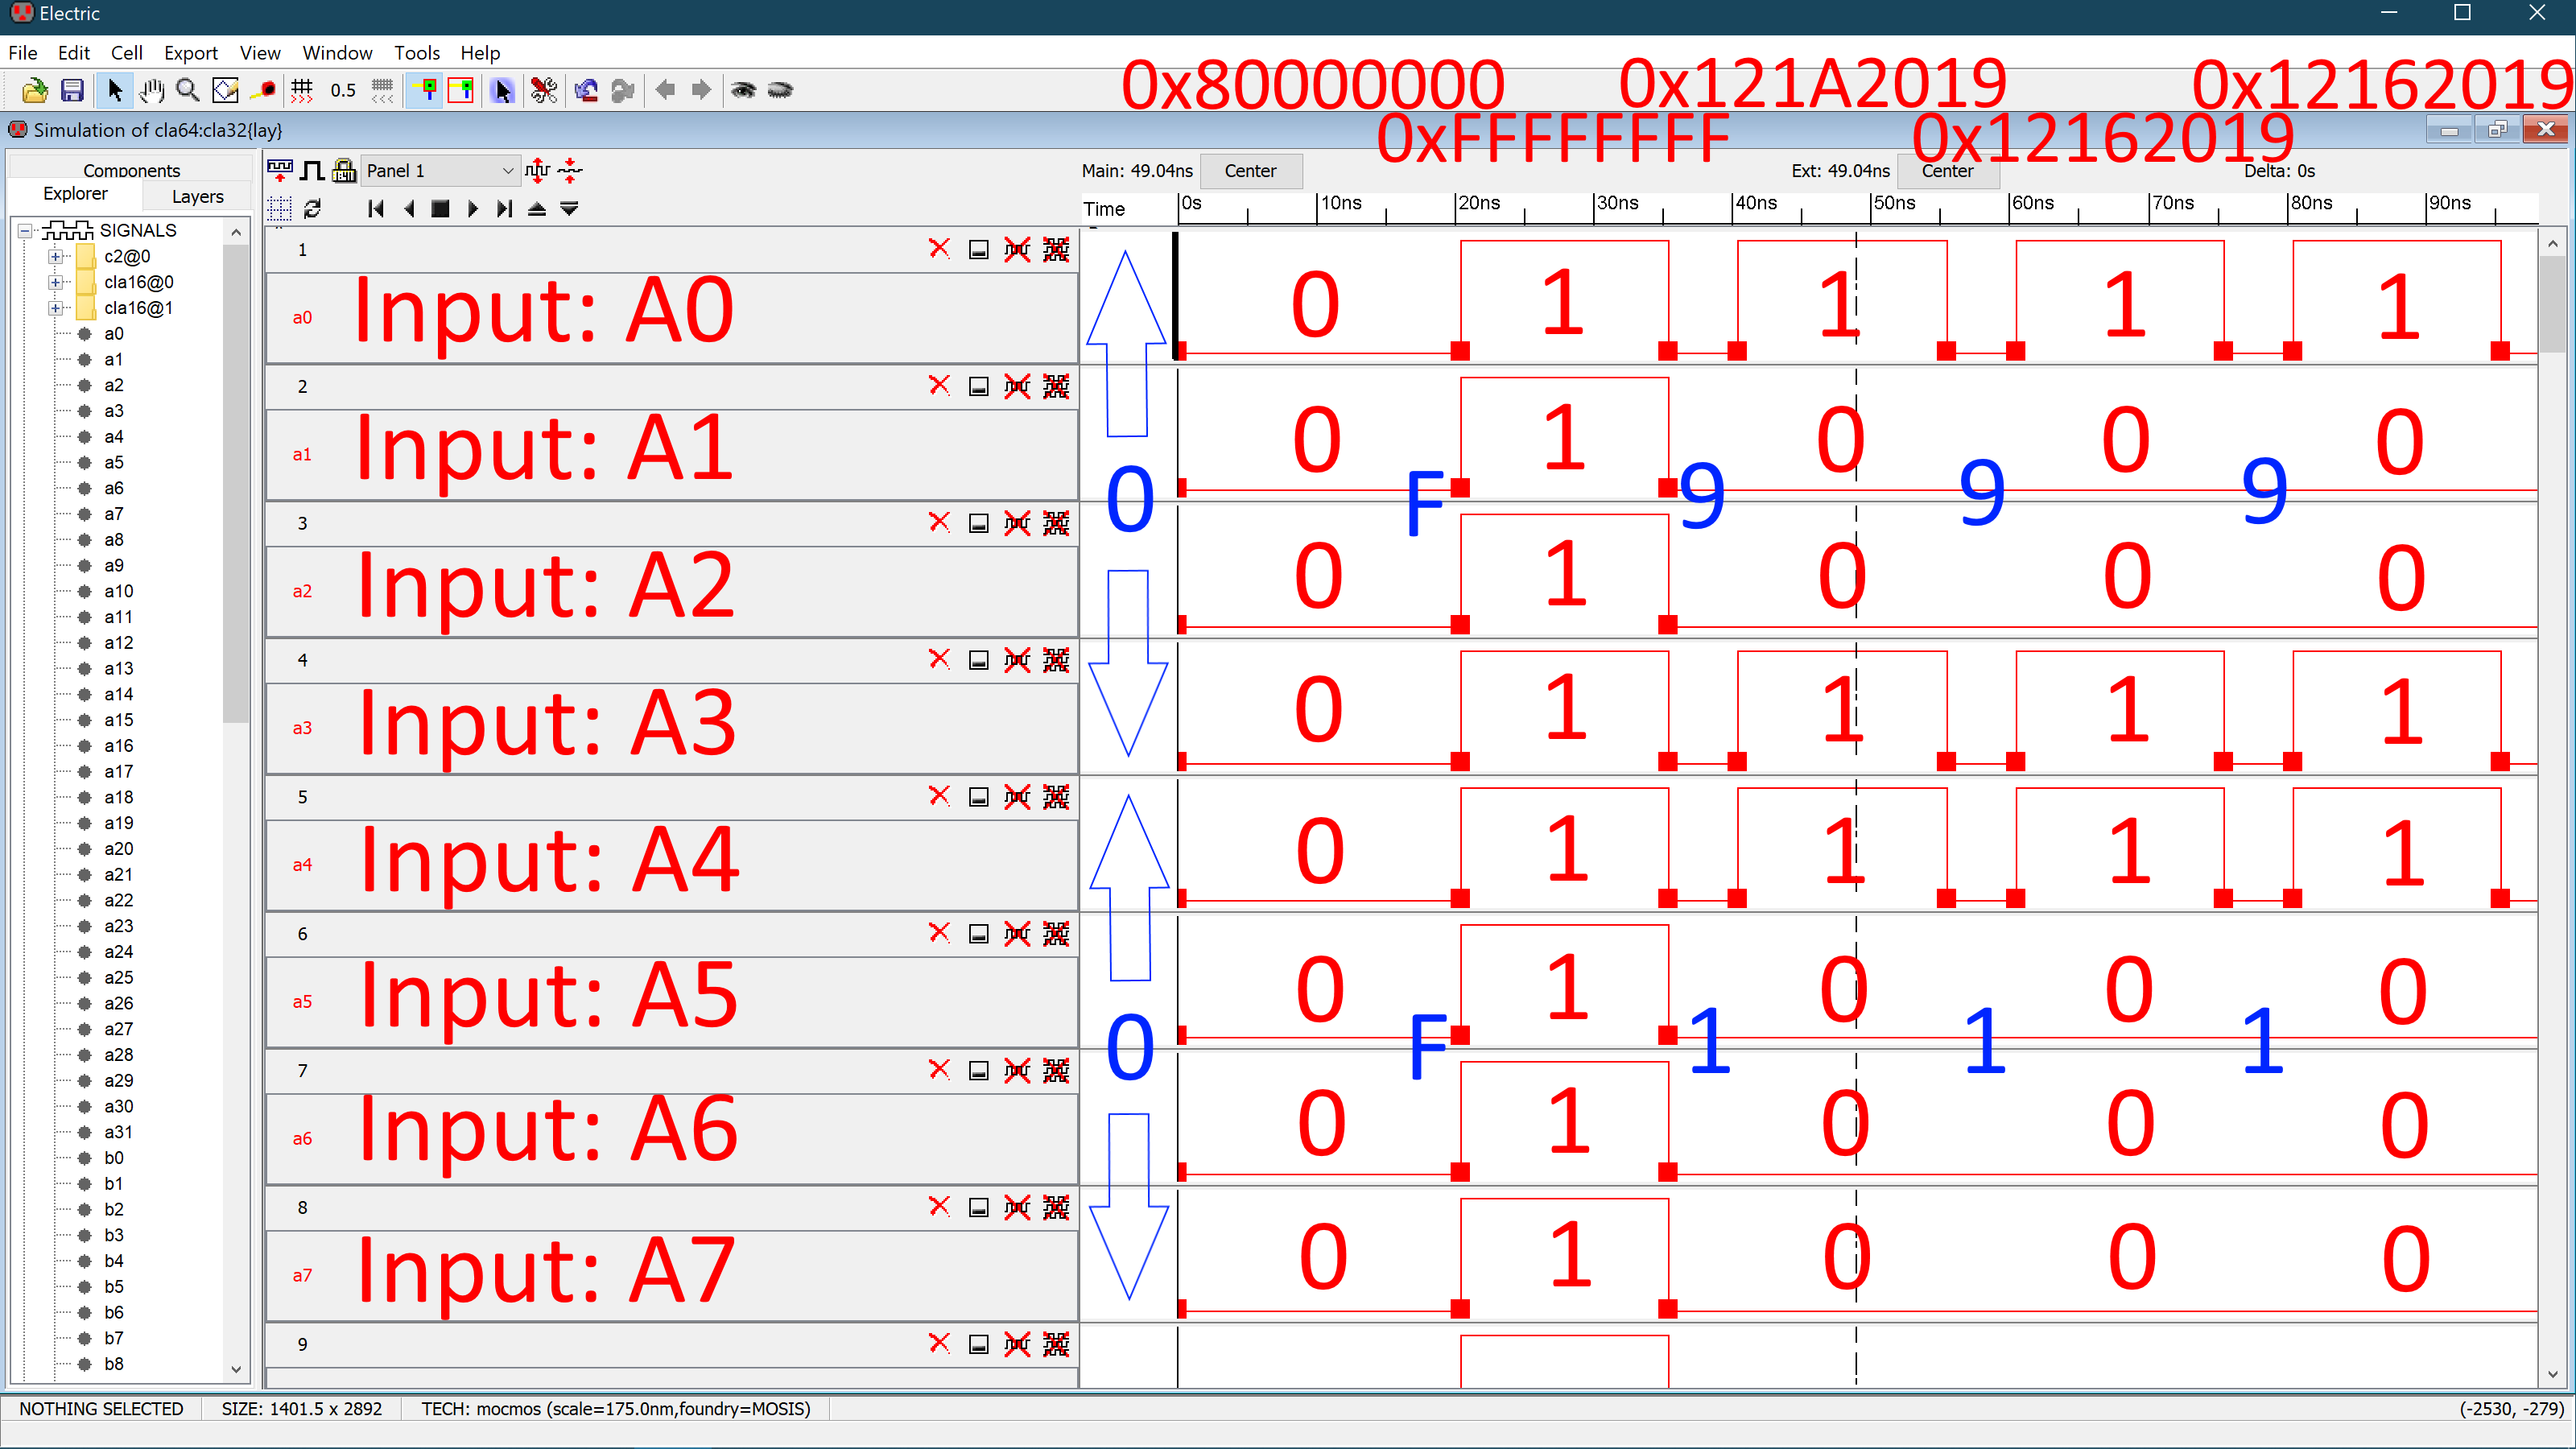 Electric
File Edit Cell Export View Window Tools Help
0x80000000 0x121A2019 0x12162019
0.5
0xFFFFFFFF 0x12162019
Simulation of cla64:cla32{lay}
Components
Explorer Layers
Panel 1
Main: 49.04ns Center Ext: 49.04ns Center Delta: 0s
Time 0s 10ns 20ns 30ns 40ns 50ns 60ns 70ns 80ns 90ns
SIGNALS
c2@0
cla16@0
cla16@1
a0
a1
a2
a3
a4
a5
a6
a7
a8
a9
a10
a11
a12
a13
a14
a15
a16
a17
a18
a19
a20
a21
a22
a23
a24
a25
a26
a27
a28
a29
a30
a31
b0
b1
b2
b3
b4
b5
b6
b7
b8
1
a0 Input: A0 0 1 1 1 1
2
a1 Input: A1 0 1 0 0 0
0 F 9 9 9
3
a2 Input: A2 0 1 0 0 0
4
a3 Input: A3 0 1 1 1 1
5
a4 Input: A4 0 1 1 1 1
6
a5 Input: A5 0 1 0 0 0
0 F 1 1 1
7
a6 Input: A6 0 1 0 0 0
8
a7 Input: A7 0 1 0 0 0
9
NOTHING SELECTED SIZE: 1401.5 x 2892 TECH: mocmos (scale=175.0nm,foundry=MOSIS) (-2530, -279)